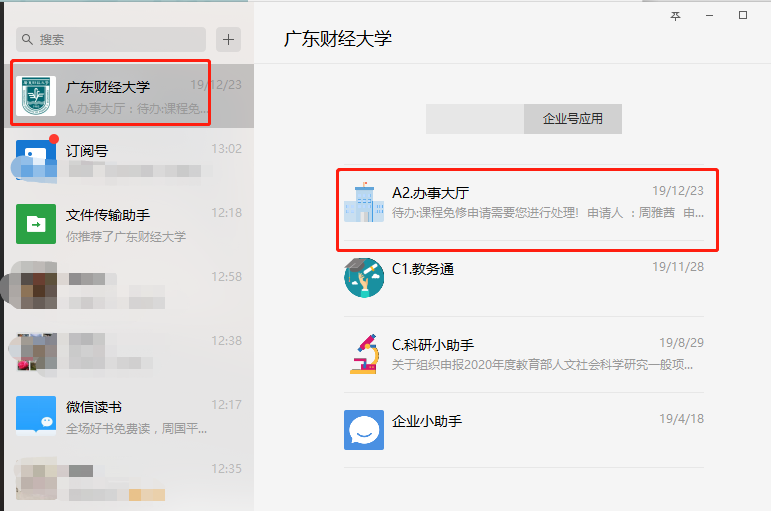 搜索
广东财经大学
19/12/23
A.办事大厅：待办:课程免...
订阅号
13:02
文件传输助手
12:18
你推荐了广东财经大学
12:58
12:38
微信读书
12:17
全场好书免费读，周国平...
12:35
广东财经大学
企业号应用
A2.办事大厅
19/12/23
待办:课程免修申请需要您进行处理! 申请人 ：周雅茜 申...
C1.教务通
19/11/28
C.科研小助手
19/8/29
关于组织申报2020年度教育部人文社会科学研究一般项...
企业小助手
19/4/18